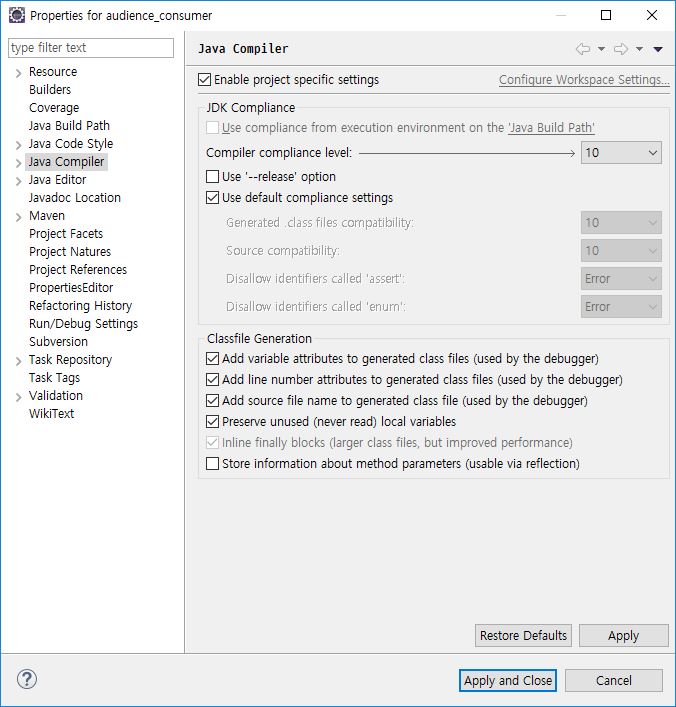 Properties for audience_consumer
type filter text
Resource
Builders
Coverage
Java Build Path
Java Code Style
Java Compiler
Java Editor
Javadoc Location
Maven
Project Facets
Project Natures
Project References
PropertiesEditor
Refactoring History
Run/Debug Settings
Subversion
Task Repository
Task Tags
Validation
WikiText
Java Compiler
Enable project specific settings
Configure Workspace Settings...
JDK Compliance
Use compliance from execution environment on the 'Java Build Path'
Compiler compliance level: 10
Use '--release' option
Use default compliance settings
Generated .class files compatibility: 10
Source compatibility: 10
Disallow identifiers called 'assert': Error
Disallow identifiers called 'enum': Error
Classfile Generation
Add variable attributes to generated class files (used by the debugger)
Add line number attributes to generated class files (used by the debugger)
Add source file name to generated class file (used by the debugger)
Preserve unused (never read) local variables
Inline finally blocks (larger class files, but improved performance)
Store information about method parameters (usable via reflection)
Restore Defaults
Apply
?
Apply and Close
Cancel